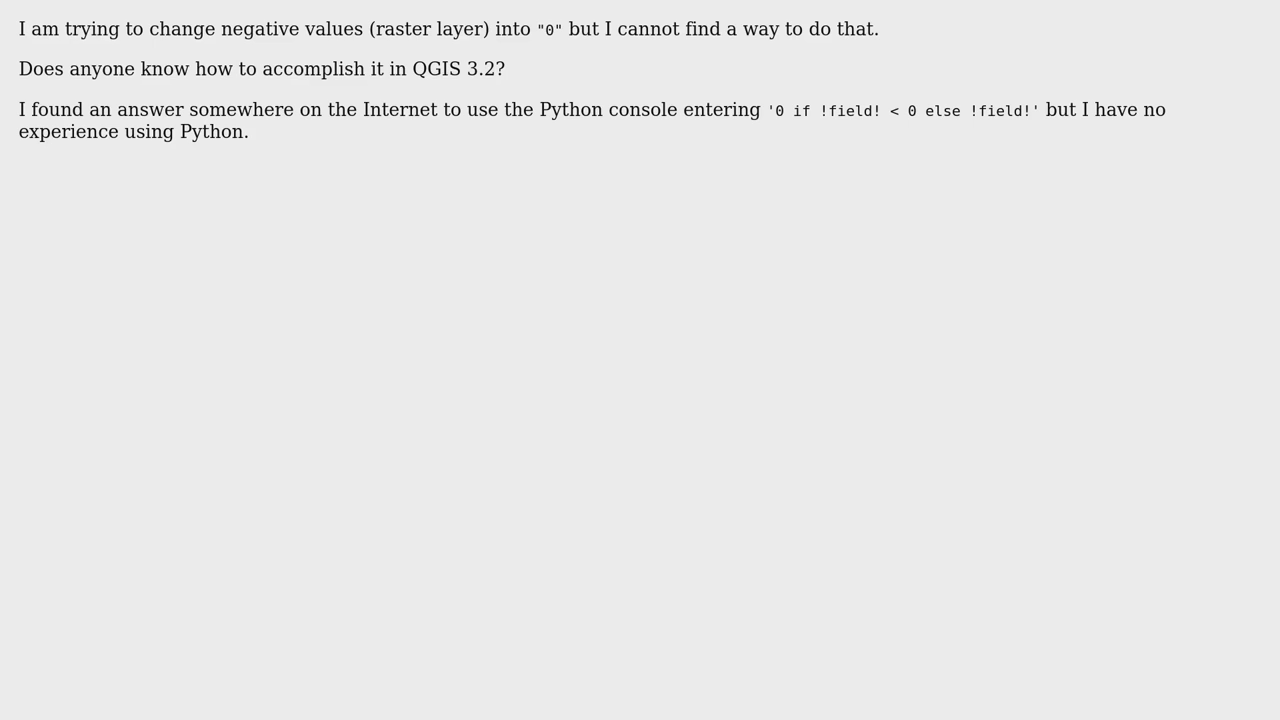 I am trying to change negative values (raster layer) into "0" but I cannot find a way to do that.
Does anyone know how to accomplish it in QGIS 3.2?
I found an answer somewhere on the Internet to use the Python console entering '0 if !field! < 0 else !field!' but I have no
experience using Python.